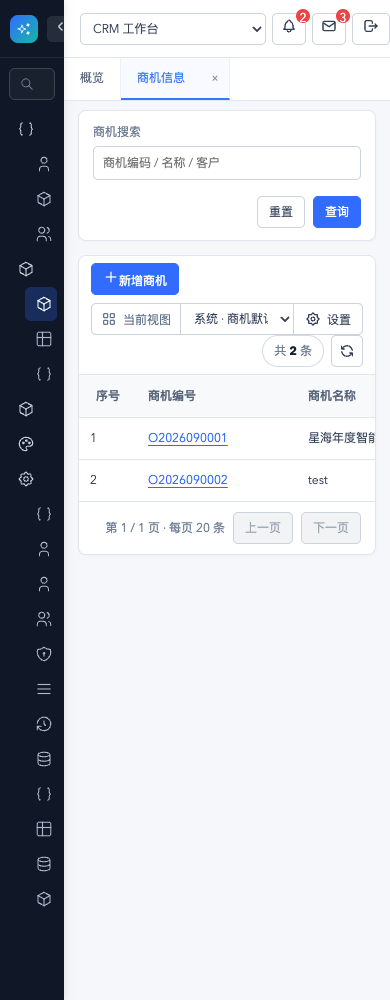 CRM 工作台
2
3
概览
商机信息
×
商机搜索
商机编码 / 名称 / 客户
重置
查询
新增商机
当前视图
系统 · 商机默认
设置
共 2 条
序号 商机编号 商机名称
1 O2026090001 星海年度智能
2 O2026090002 test
第 1 / 1 页 · 每页 20 条
上一页
下一页